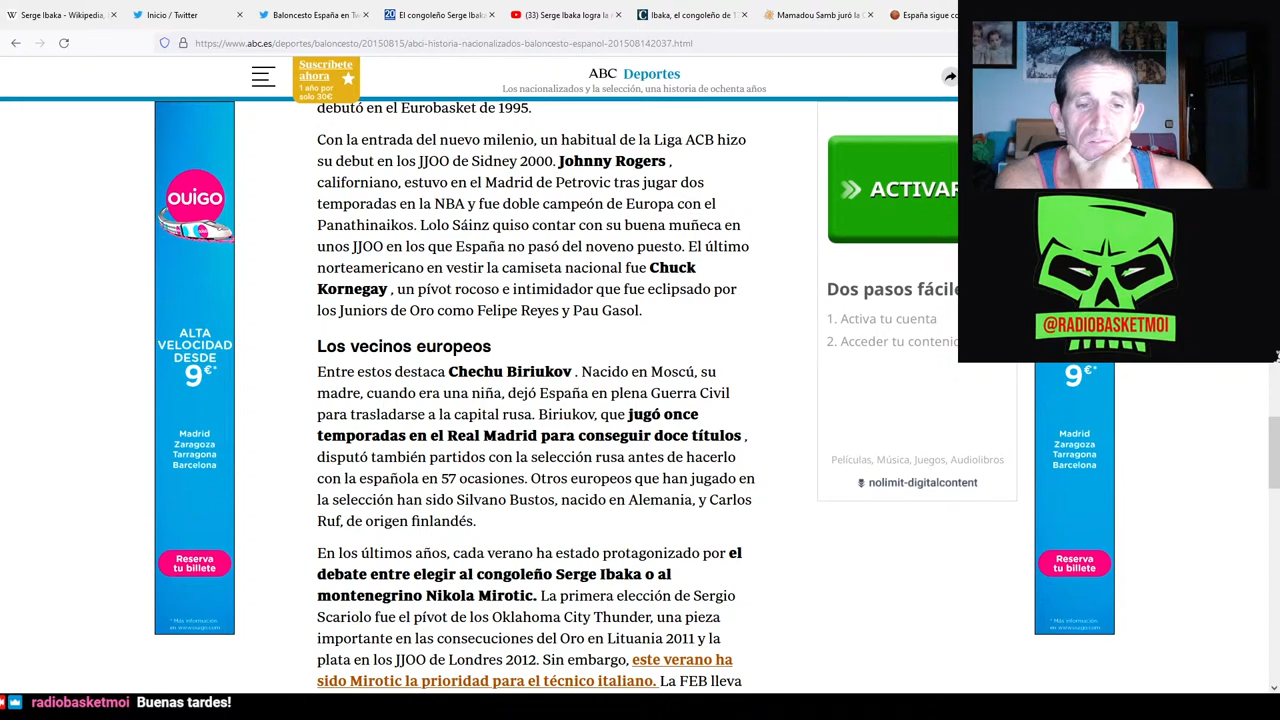 Serge Ibaka - Wikipedia, l
Inicio / Twitter
Baloncesto España en Tw
El congoleño Serge Ibaka
(33) Serge Ibaka logra la r
Ibaka, el congoleño de 17
Mamadou Samb juró la C
España sigue co
https://www.abc.es/deportes/baloncesto/20150815/abci-historia-nacionalizados-baloncesto-espanol-201508142037.html
Suscríbete
ahora
1 año por
solo 30€
ABC Deportes
Los nacionalizados y la selección, una historia de ochenta años
debutó en el Eurobasket de 1995.
Con la entrada del nuevo milenio, un habitual de la Liga ACB hizo
su debut en los JJOO de Sidney 2000. Johnny Rogers ,
californiano, estuvo en el Madrid de Petrovic tras jugar dos
temporadas en la NBA y fue doble campeón de Europa con el
Panathinaikos. Lolo Sáinz quiso contar con su buena muñeca en
unos JJOO en los que España no pasó del noveno puesto. El último
norteamericano en vestir la camiseta nacional fue Chuck
Kornegay , un pívot rocoso e intimidador que fue eclipsado por
los Juniors de Oro como Felipe Reyes y Pau Gasol.
Los vecinos europeos
Entre estos destaca Chechu Biriukov . Nacido en Moscú, su
madre, cuando era una niña, dejó España en plena Guerra Civil
para trasladarse a la capital rusa. Biriukov, que jugó once
temporadas en el Real Madrid para conseguir doce títulos ,
disputó también partidos con la selección rusa antes de hacerlo
con la española en 57 ocasiones. Otros europeos que han jugado en
la selección han sido Silvano Bustos, nacido en Alemania, y Carlos
Ruf, de origen finlandés.
En los últimos años, cada verano ha estado protagonizado por el
debate entre elegir al congoleño Serge Ibaka o al
montenegrino Nikola Mirotic. La primera elección de Sergio
Scariolo fue el pívot de los Oklahoma City Thunder, una pieza
importante en las consecuciones del oro en Lituania 2011 y la
plata en los JJOO de Londres 2012. Sin embargo, este verano ha
sido Mirotic la prioridad para el técnico italiano. La FEB lleva
OUIGO
ALTA
VELOCIDAD
DESDE
9€*
Madrid
Zaragoza
Tarragona
Barcelona
Reserva
tu billete
* Más información
en www.ouigo.com
ACTIVAR
Dos pasos fácile
1. Activa tu cuenta
2. Acceder tu contenid
Películas, Música, Juegos, Audiolibros
nolimit-digitalcontent
@RADIOBASKETMOI
9€*
Madrid
Zaragoza
Tarragona
Barcelona
Reserva
tu billete
* Más información
en www.ouigo.com
radiobasketmoi Buenas tardes!